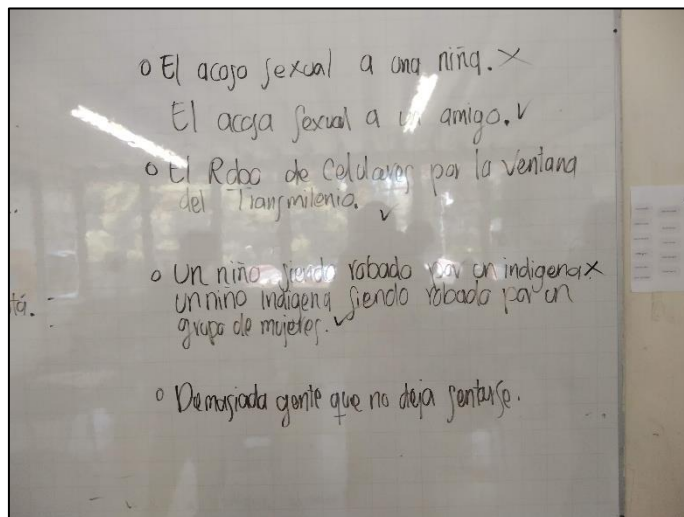 o El acoso sexual a una niña. X
El acoso sexual a un amigo. ✓
o El Robo de Celulares por la ventana
del Transmilenio. ✓
o Un niño siendo robado por un indigena X
un niño indigena siendo robado por un
grupo de mujeres. ✓
tá.
o Demasiada gente que no deja sentarse.